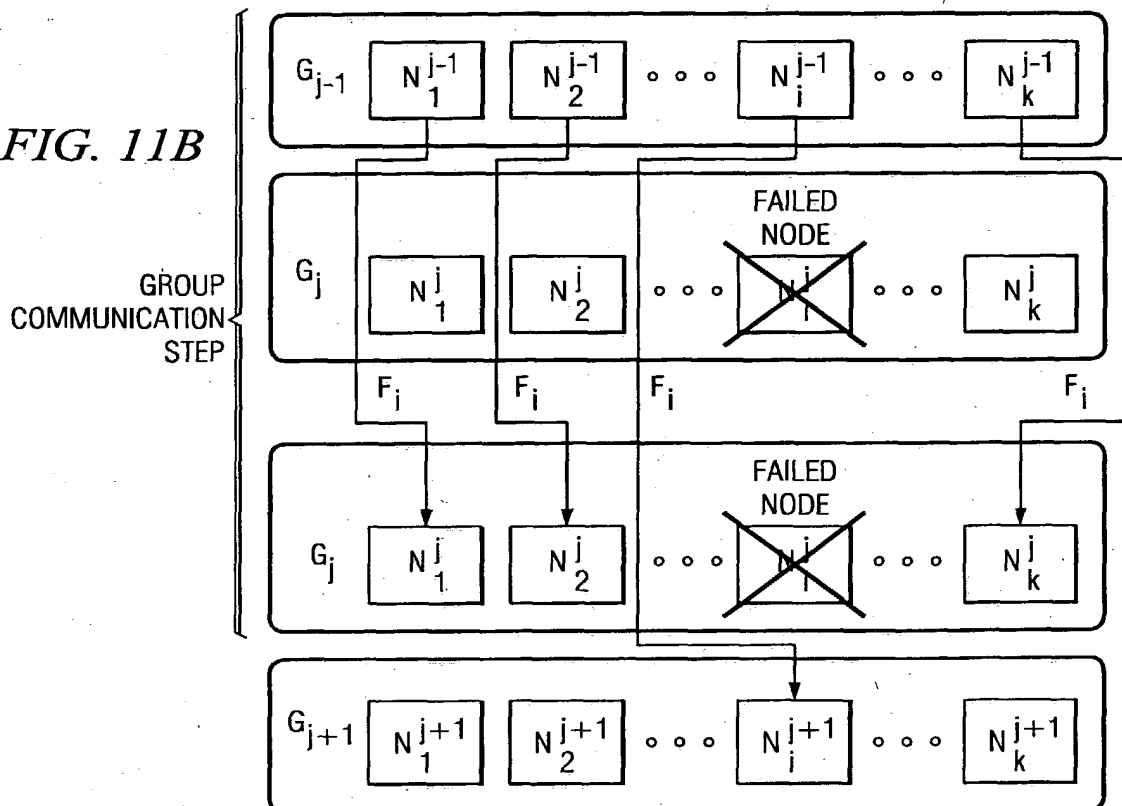 G_{j-1} N_1^{j-1} N_2^{j-1} ∘ ∘ ∘ N_i^{j-1} ∘ ∘ ∘ N_k^{j-1}
FIG. 11B
FAILED
NODE
G_j N_1^j N_2^j ∘ ∘ ∘ N_i^j ∘ ∘ ∘ N_k^j
GROUP
COMMUNICATION
STEP
F_j F_i F_i F_i
FAILED
NODE
G_j N_1^j N_2^j ∘ ∘ ∘ N_i^j ∘ ∘ ∘ N_k^j
G_{j+1} N_1^{j+1} N_2^{j+1} ∘ ∘ ∘ N_i^{j+1} ∘ ∘ ∘ N_k^{j+1}